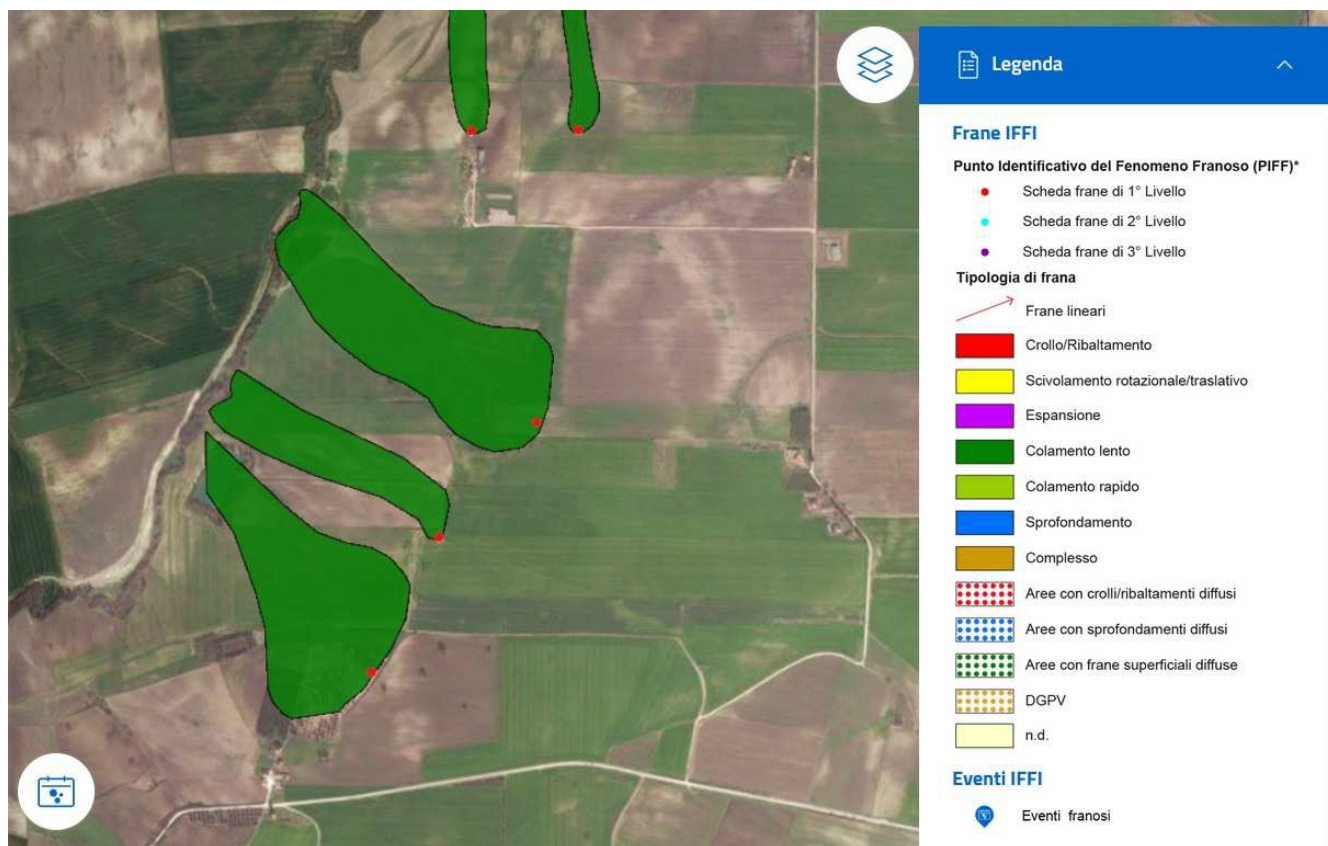 Legenda
Frane IFFI
Punto Identificativo del Fenomeno Franoso (PIFF)*
Scheda frane di 1° Livello
Scheda frane di 2° Livello
Scheda frane di 3° Livello
Tipologia di frana
Frane lineari
Crollo/Ribaltamento
Scivolamento rotazionale/traslativo
Espansione
Colamento lento
Colamento rapido
Sprofondamento
Complesso
Aree con crolli/ribaltamenti diffusi
Aree con sprofondamenti diffusi
Aree con frane superficiali diffuse
DGPV
n.d.
Eventi IFFI
Eventi franosi